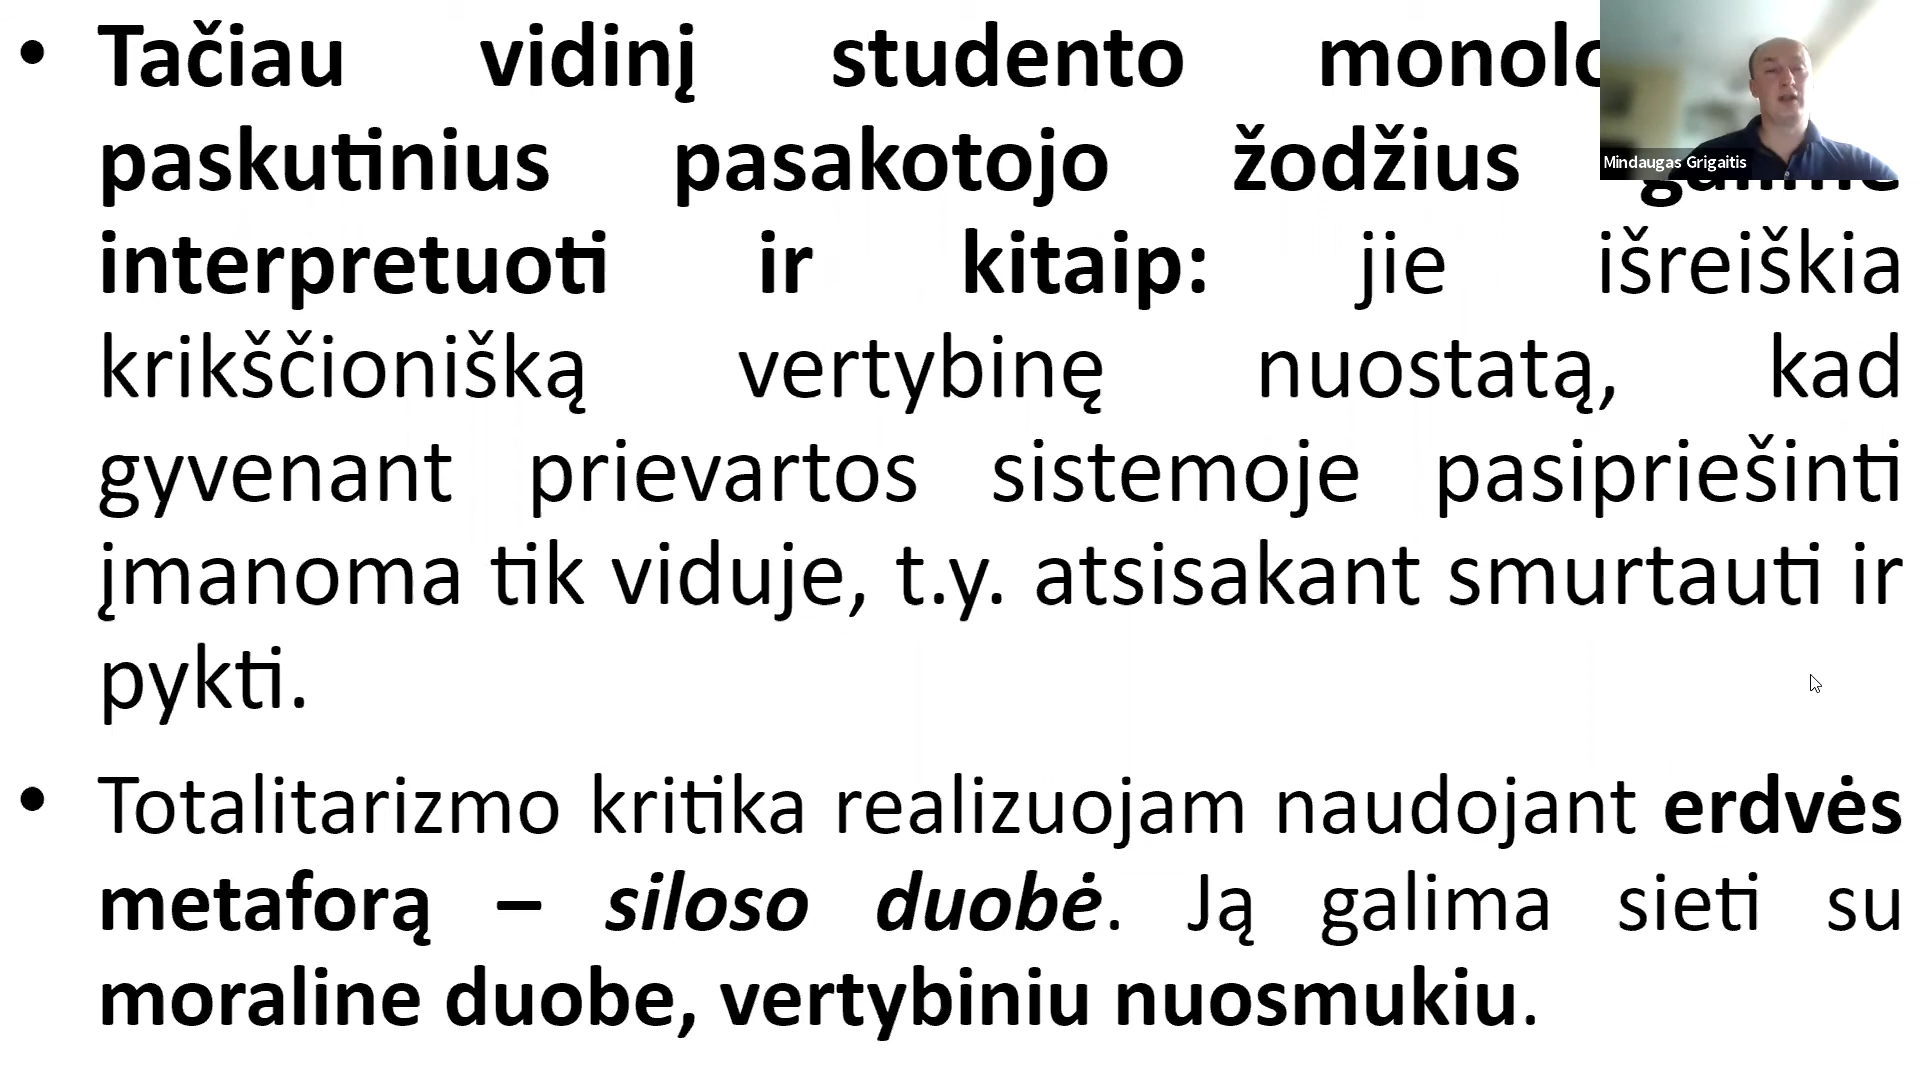 • Tačiau vidinį studento
paskutinius pasakotojo žodžius
interpretuoti ir kitaip: jie išreiškia
krikščionišką vertybinę nuostatą, kad
gyvenant prievartos sistemoje pasipriešinti
įmanoma tik viduje, t.y. atsisakant smurtauti ir
pykti.
• Totalitarizmo kritika realizuojam naudojant erdvės
metaforą – siloso duobė. Ją galima sieti su
moraline duobe, vertybiniu nuosmukiu.
Mindaugas Grigaitis